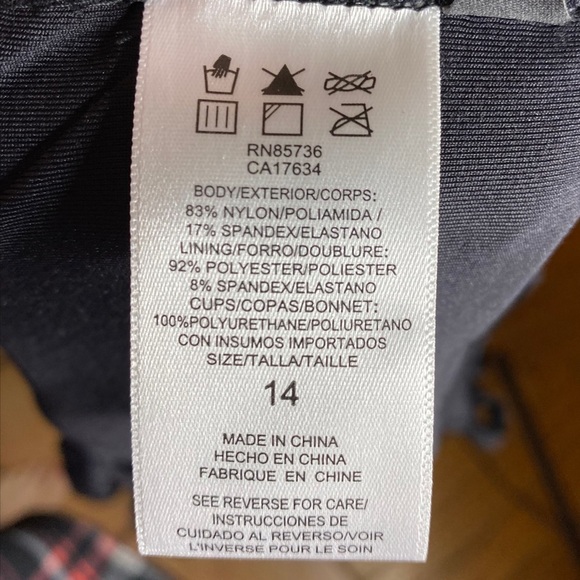 RN85736
CA17634
BODY/EXTERIOR/CORPS:
83% NYLON/POLIAMIDA /
17% SPANDEX/ELASTANO
LINING/FORRO/DOUBLURE:
92% POLYESTER/POLIESTER
8% SPANDEX/ELASTANO
CUPS/COPAS/BONNET:
100%POLYURETHANE/POLIURETANO
CON INSUMOS IMPORTADOS
SIZE/TALLA/TAILLE
14
MADE IN CHINA
HECHO EN CHINA
FABRIQUE EN CHINE
SEE REVERSE FOR CARE/
INSTRUCCIONES DE
CUIDADO AL REVERSO/VOIR
L'INVERSE POUR LE SOIN